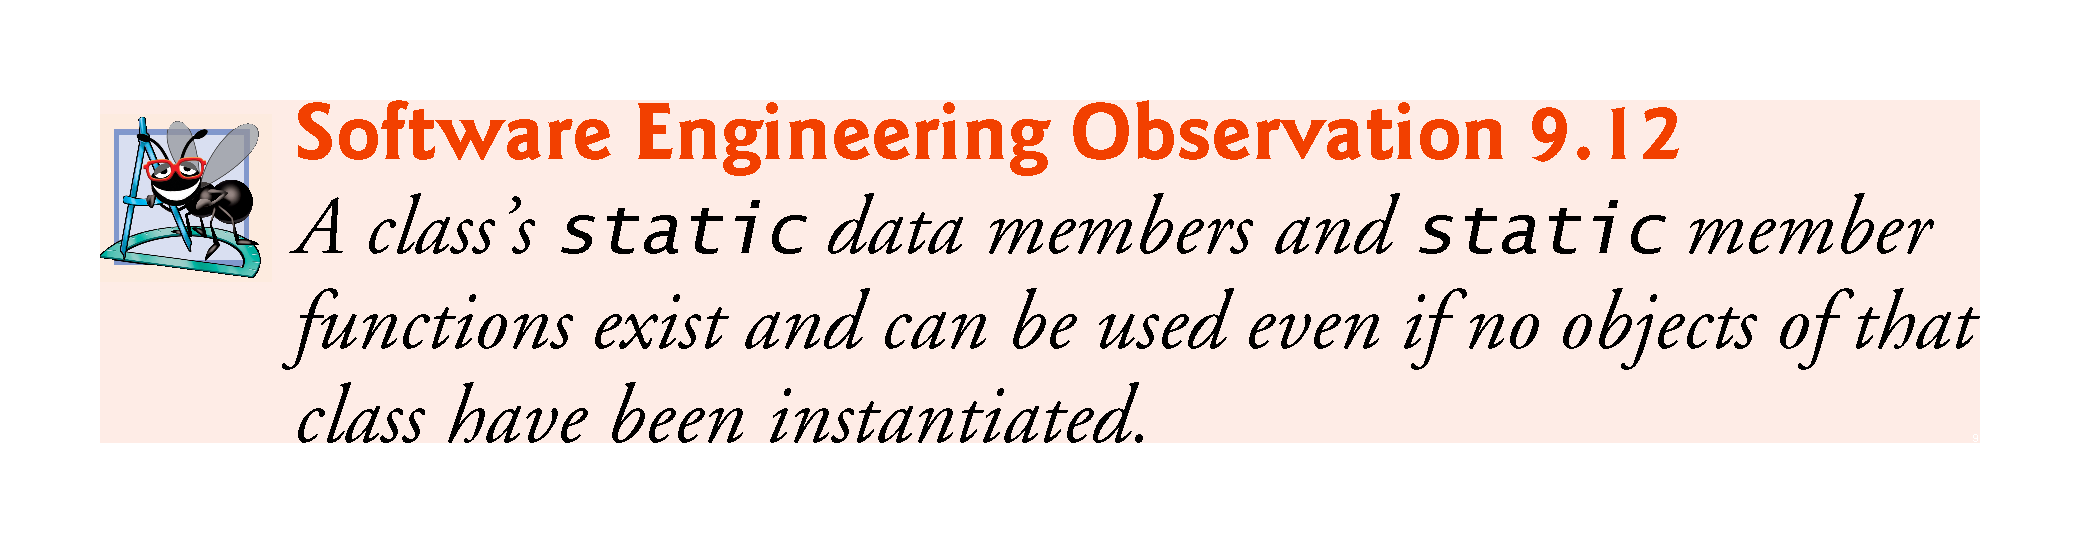 Software Engineering Observation 9.12
A class’s static data members and static member
functions exist and can be used even if no objects of that
class have been instantiated.